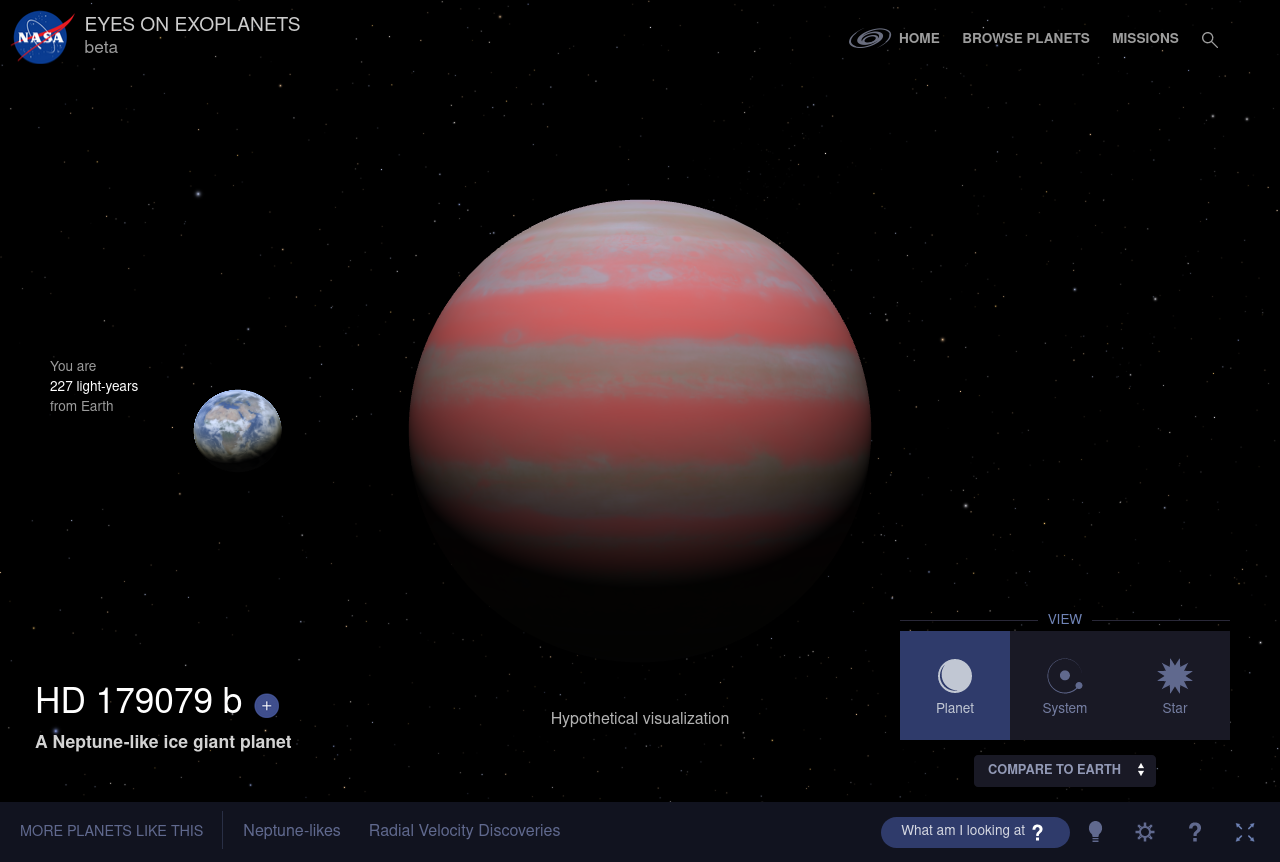 NASA
EYES ON EXOPLANETS
beta
HOME
BROWSE PLANETS
MISSIONS
You are
227 light-years
from Earth
VIEW
Planet
System
Star
HD 179079 b +
A Neptune-like ice giant planet
Hypothetical visualization
COMPARE TO EARTH
MORE PLANETS LIKE THIS
Neptune-likes
Radial Velocity Discoveries
What am I looking at ?
?